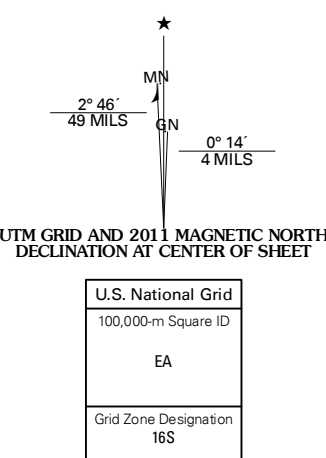 ★
MN
2° 46´
49 MILS
GN
0° 14´
4 MILS
UTM GRID AND 2011 MAGNETIC NORTH
DECLINATION AT CENTER OF SHEET
U.S. National Grid
100,000-m Square ID
EA
Grid Zone Designation
16S